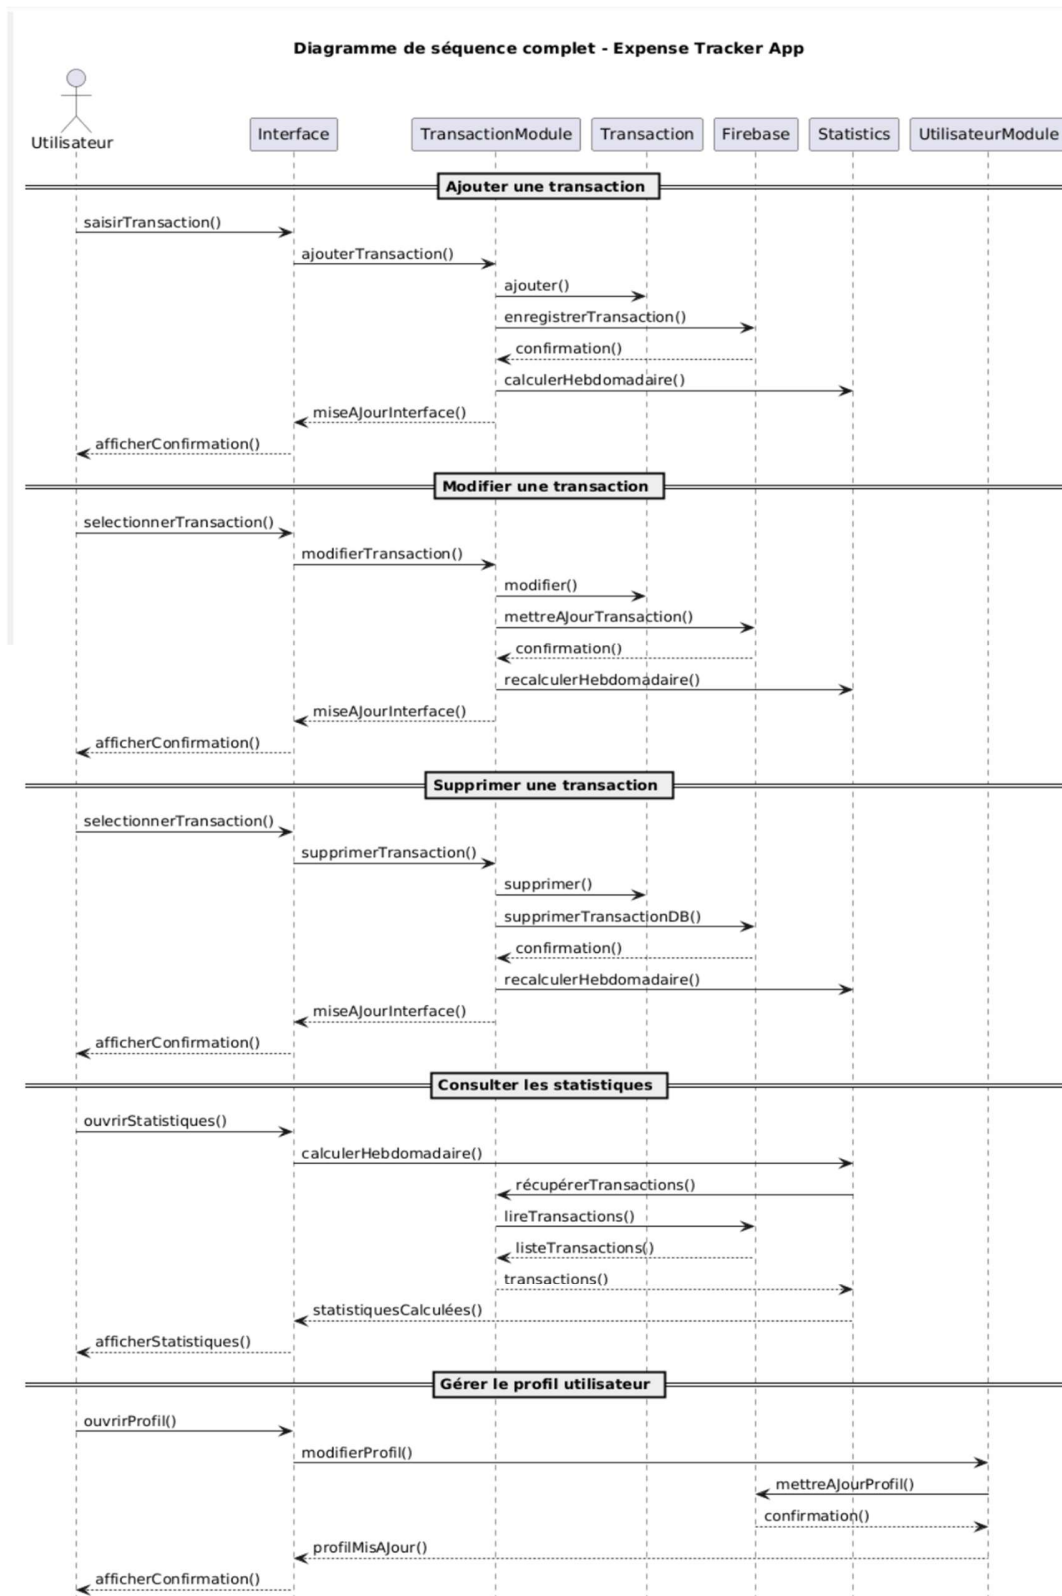 Diagramme de séquence complet - Expense Tracker App
Utilisateur
Interface
TransactionModule
Transaction
Firebase
Statistics
UtilisateurModule
Ajouter une transaction
saisirTransaction()
ajouterTransaction()
ajouter()
enregistrerTransaction()
confirmation()
calculerHebdomadaire()
miseAJourInterface()
afficherConfirmation()
Modifier une transaction
selectionnerTransaction()
modifierTransaction()
modifier()
mettreAJourTransaction()
confirmation()
recalculerHebdomadaire()
miseAJourInterface()
afficherConfirmation()
Supprimer une transaction
selectionnerTransaction()
supprimerTransaction()
supprimer()
supprimerTransactionDB()
confirmation()
recalculerHebdomadaire()
miseAJourInterface()
afficherConfirmation()
Consulter les statistiques
ouvrirStatistiques()
calculerHebdomadaire()
récupérerTransactions()
lireTransactions()
listeTransactions()
transactions()
statistiquesCalculées()
afficherStatistiques()
Gérer le profil utilisateur
ouvrirProfil()
modifierProfil()
mettreAJourProfil()
confirmation()
profilMisAJour()
afficherConfirmation()